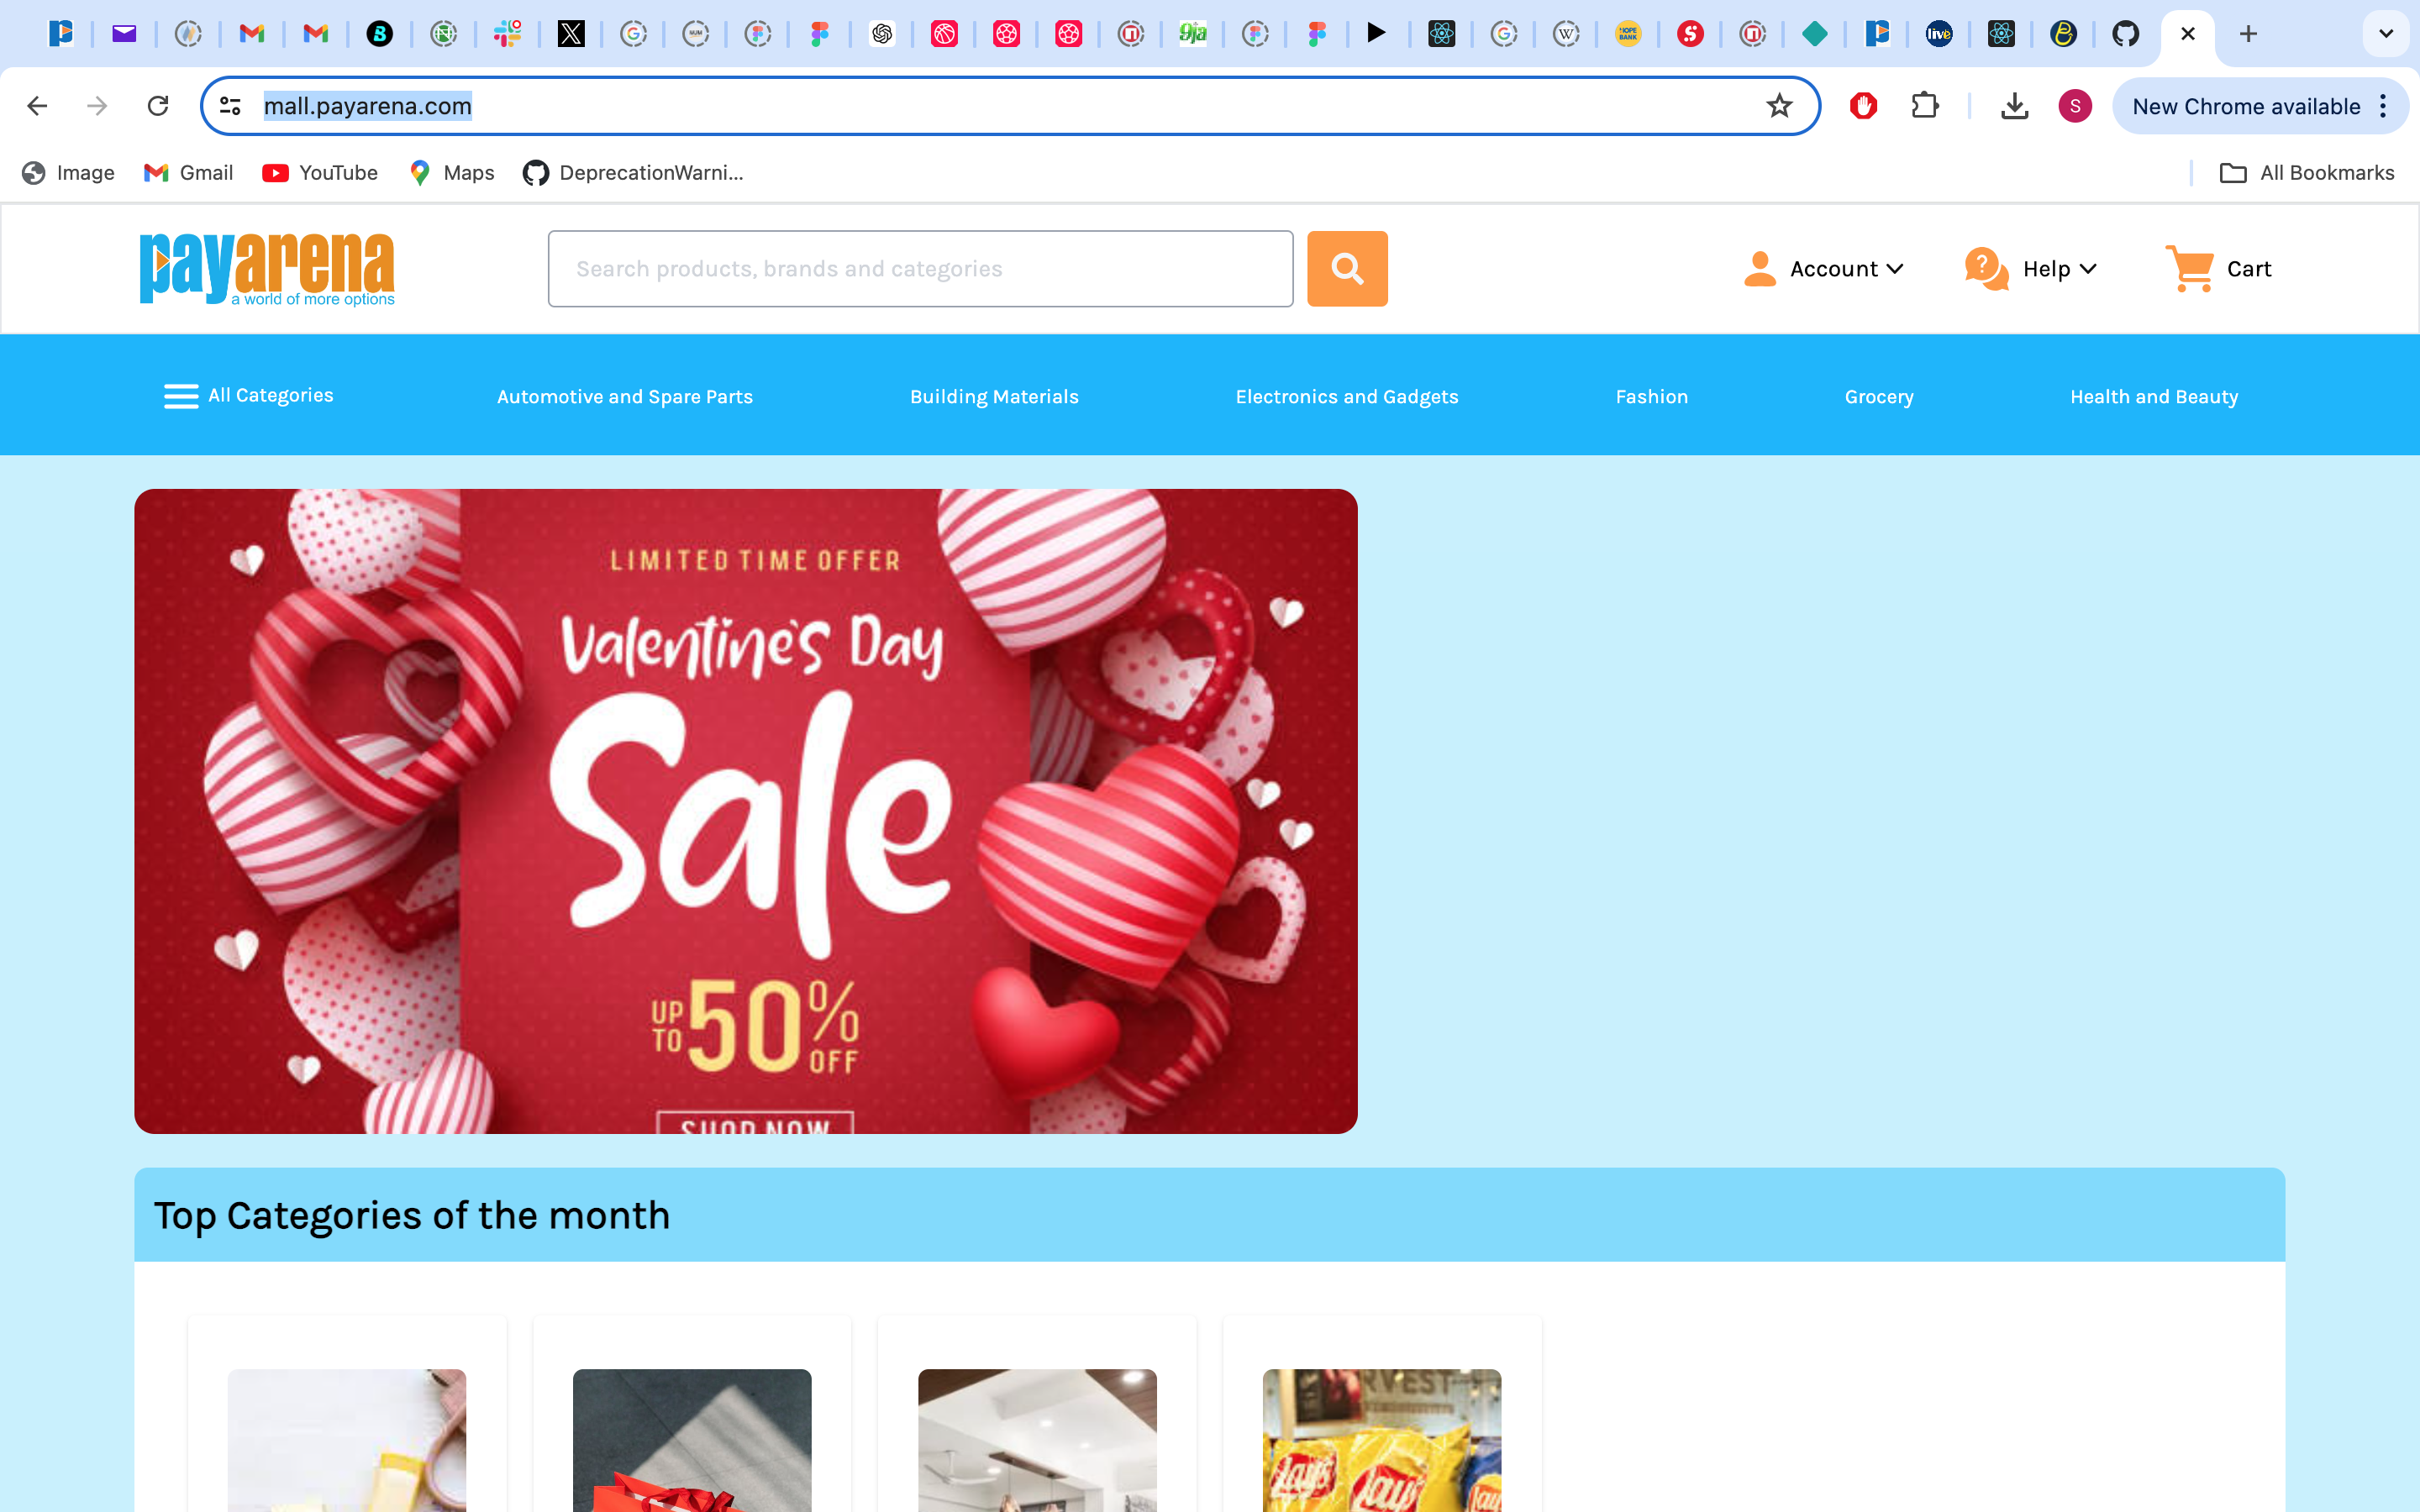 mall.payarena.com
New Chrome available
Image
Gmail
YouTube
Maps
DeprecationWarni...
All Bookmarks
payarena
a world of more options
Search products, brands and categories
Account
Help
Cart
All Categories
Automotive and Spare Parts
Building Materials
Electronics and Gadgets
Fashion
Grocery
Health and Beauty
LIMITED TIME OFFER
Valentine's Day
Sale
UP TO 50% OFF
SHOP NOW
Top Categories of the month
Lay's
Lay's